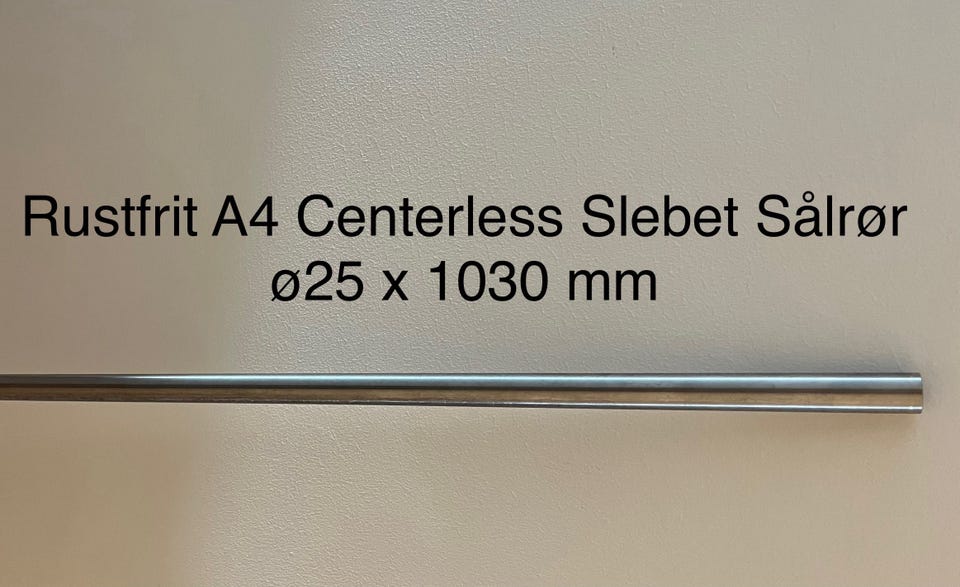 Rustfrit A4 Centerless Slebet Sålrør
ø25 x 1030 mm